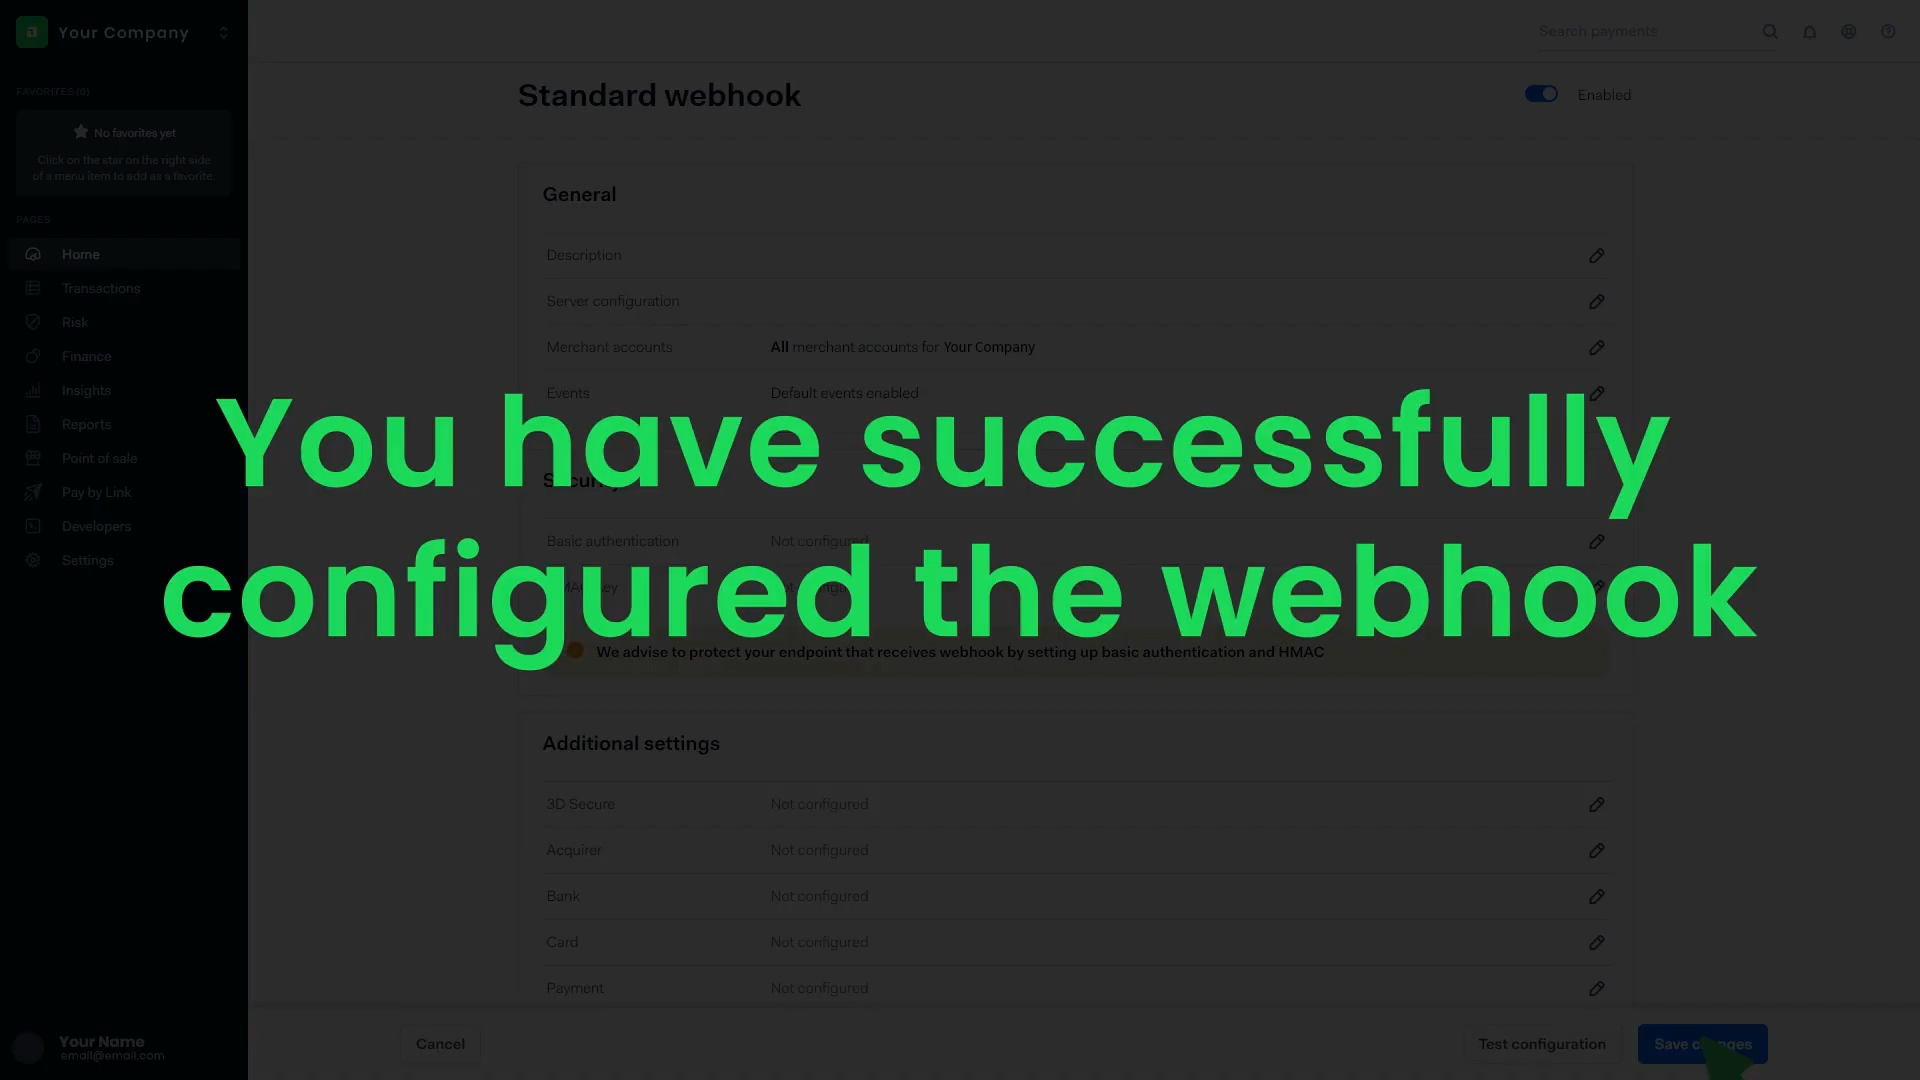 a Your Company
Search payments
FAVORITES (0)
Standard webhook
Enabled
No favorites yet
Click on the star on the right side
of a menu item to add as a favorite.
General
PAGES
Home
Transactions
Risk
Finance
Insights
Reports
Point of sale
Pay by Link
Developers
Settings
Description
Server configuration
Merchant accounts All merchant accounts for Your Company
Events Default events enabled
You have successfully
configured the webhook
Basic authentication Not configured
We advise to protect your endpoint that receives webhook by setting up basic authentication and HMAC
Additional settings
3D Secure Not configured
Acquirer Not configured
Bank Not configured
Card Not configured
Payment Not configured
Your Name
email@email.com
Cancel
Test configuration
Save changes